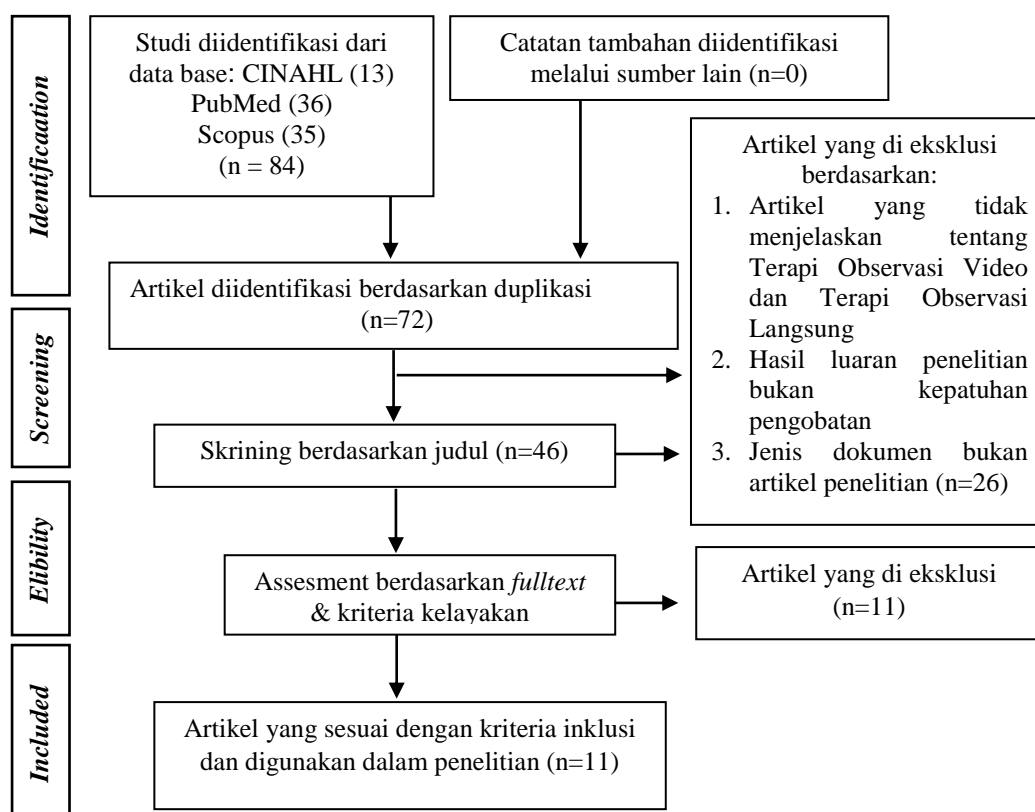 Identificaation
Studi diidentifikasi dari
data base: CINAHL (13)
PubMed (36)
Scopus (35)
(n = 84)
Catatan tambahan diidentifikasi
melalui sumber lain (n=0)
Artikel diidentifikasi berdasarkan duplikasi
(n=72)
Artikel yang di eksklusi
berdasarkan:
1. Artikel yang tidak
menjelaskan tentang
Terapi Observasi Video
dan Terapi Observasi
Langsung
2. Hasil luaran penelitian
bukan kepatuhan
pengobatan
3. Jenis dokumen bukan
artikel penelitian (n=26)
Screening
Skrining berdasarkan judul (n=46)
Elibility
Assesment berdasarkan fulltext
& kriteria kelayakan
Artikel yang di eksklusi
(n=11)
Included
Artikel yang sesuai dengan kriteria inklusi
dan digunakan dalam penelitian (n=11)